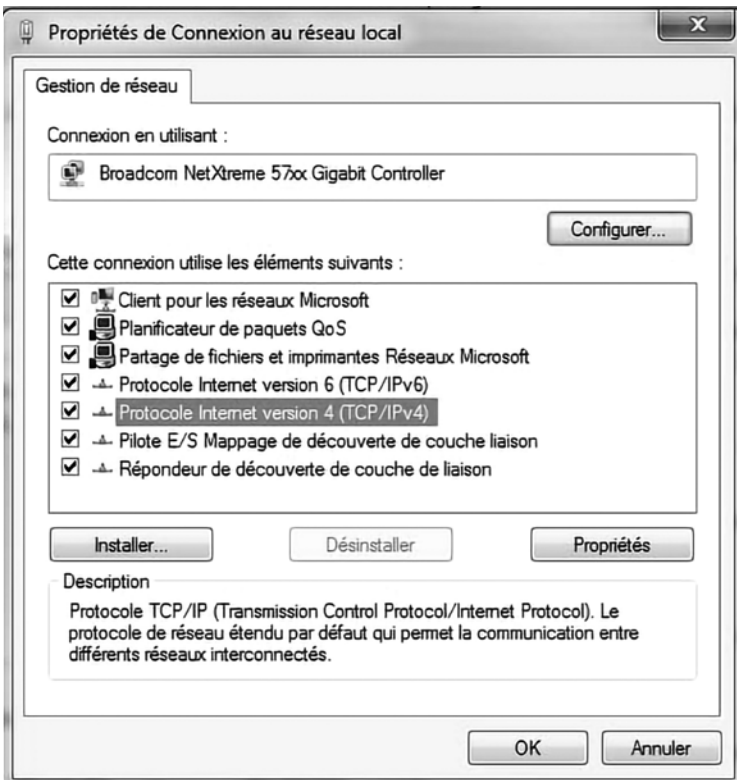 Propriétés de Connexion au réseau local
X
Gestion de réseau
Connexion en utilisant :
Broadcom NetXtreme 57xx Gigabit Controller
Configurer...
Cette connexion utilise les éléments suivants :
Client pour les réseaux Microsoft
Planificateur de paquets QoS
Partage de fichiers et imprimantes Réseaux Microsoft
Protocole Internet version 6 (TCP/IPv6)
Protocole Internet version 4 (TCP/IPv4)
Pilote E/S Mappage de découverte de couche liaison
Répondeur de découverte de couche de liaison
Installer...
Désinstaller
Propriétés
Description
Protocole TCP/IP (Transmission Control Protocol/Internet Protocol). Le
protocole de réseau étendu par défaut qui permet la communication entre
différents réseaux interconnectés.
OK
Annuler